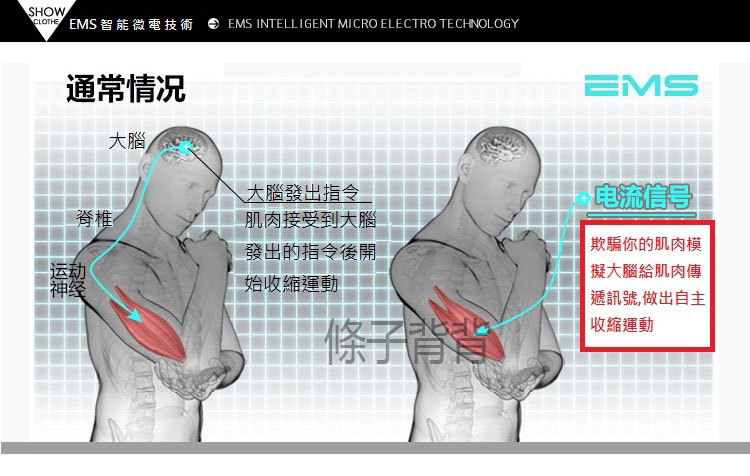 SHOW
CLOTHE
EMS智能微電技術
EMS INTELLIGENT MICRO ELECTRO TECHNOLOGY
通常情况
EMS
大腦
脊椎
运动
神经
大腦發出指令
肌肉接受到大腦
發出的指令後開
始收縮運動
电流信号
欺騙你的肌肉模
擬大腦給肌肉傳
遞訊號,做出自主
收縮運動
條子背背